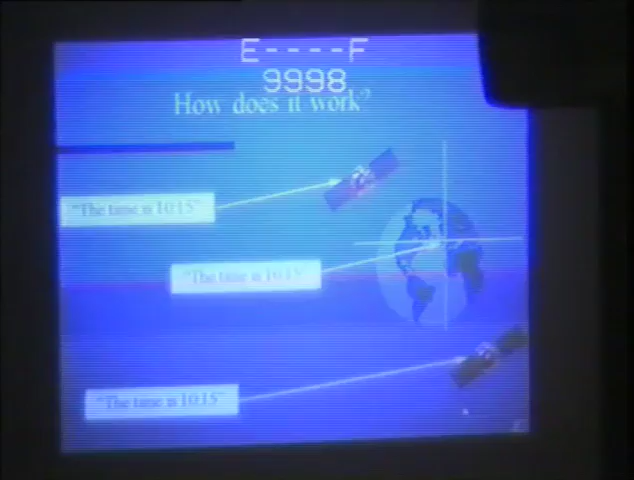 E----F
9998
How does it work?
"The time is 10:15"
"The time is 10:15"
"The time is 10:15"